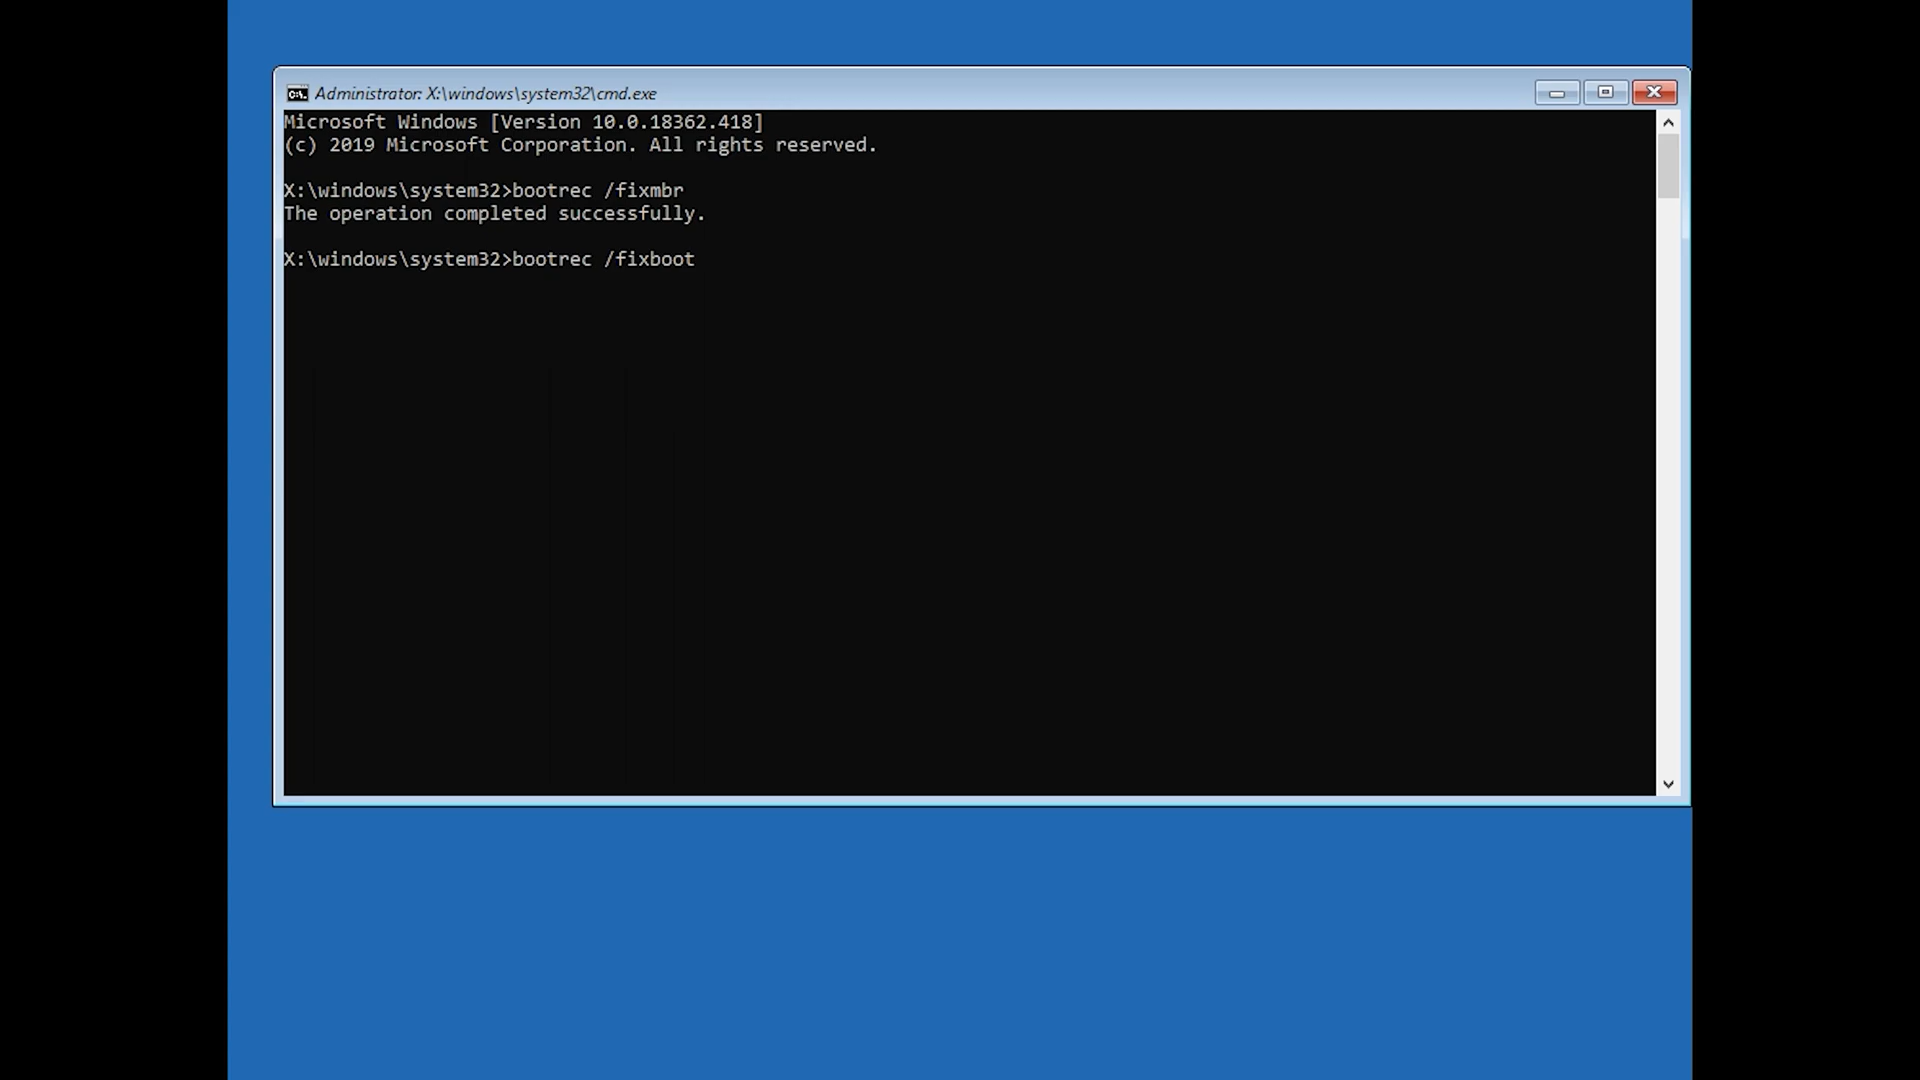 Administrator: X:\windows\system32\cmd.exe
Microsoft Windows [Version 10.0.18362.418]
(c) 2019 Microsoft Corporation. All rights reserved.
X:\windows\system32>bootrec /fixmbr
The operation completed successfully.
X:\windows\system32>bootrec /fixboot